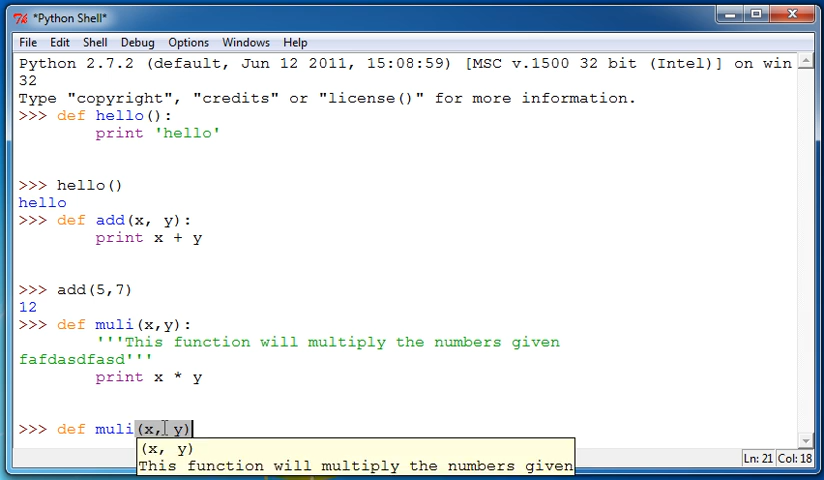 *Python Shell*
File Edit Shell Debug Options Windows Help
Python 2.7.2 (default, Jun 12 2011, 15:08:59) [MSC v.1500 32 bit (Intel)] on win
32
Type "copyright", "credits" or "license()" for more information.
>>> def hello():
print 'hello'
>>> hello()
hello
>>> def add(x, y):
print x + y
>>> add(5,7)
12
>>> def muli(x,y):
'''This function will multiply the numbers given
fafdasdfasd'''
print x * y
>>> def muli(x, y)
(x, y)
This function will multiply the numbers given
Ln: 21 Col: 18